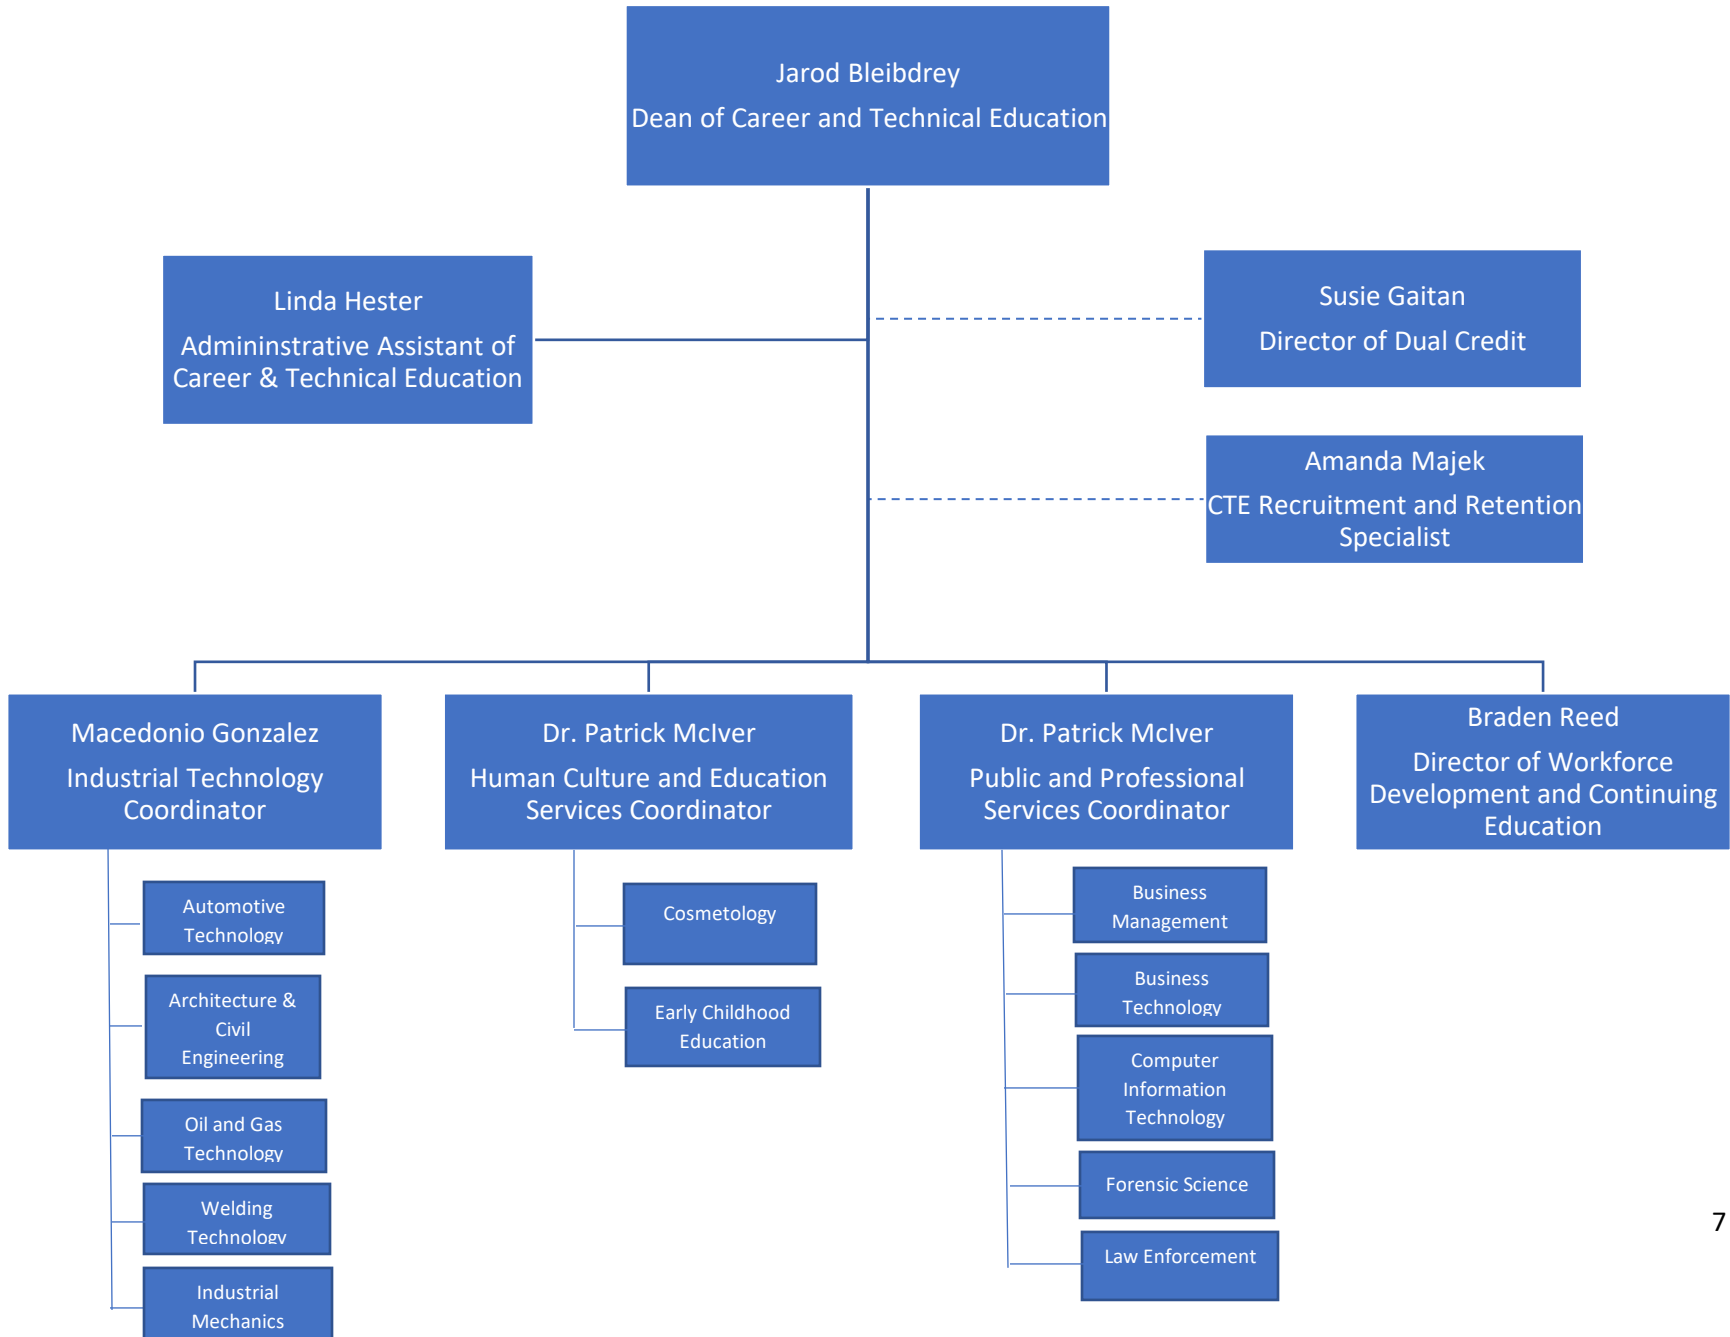 Jarod Bleibdrey
Dean of Career and Technical Education
Linda Hester
Admininstrative Assistant of
Career & Technical Education
Susie Gaitan
Director of Dual Credit
Amanda Majek
CTE Recruitment and Retention
Specialist
Macedonio Gonzalez
Industrial Technology
Coordinator
Automotive
Technology
Architecture &
Civil
Engineering
Oil and Gas
Technology
Welding
Technology
Industrial
Mechanics
Dr. Patrick McIver
Human Culture and Education
Services Coordinator
Cosmetology
Early Childhood
Education
Dr. Patrick McIver
Public and Professional
Services Coordinator
Business
Management
Business
Technology
Computer
Information
Technology
Forensic Science
Law Enforcement
Braden Reed
Director of Workforce
Development and Continuing
Education
7